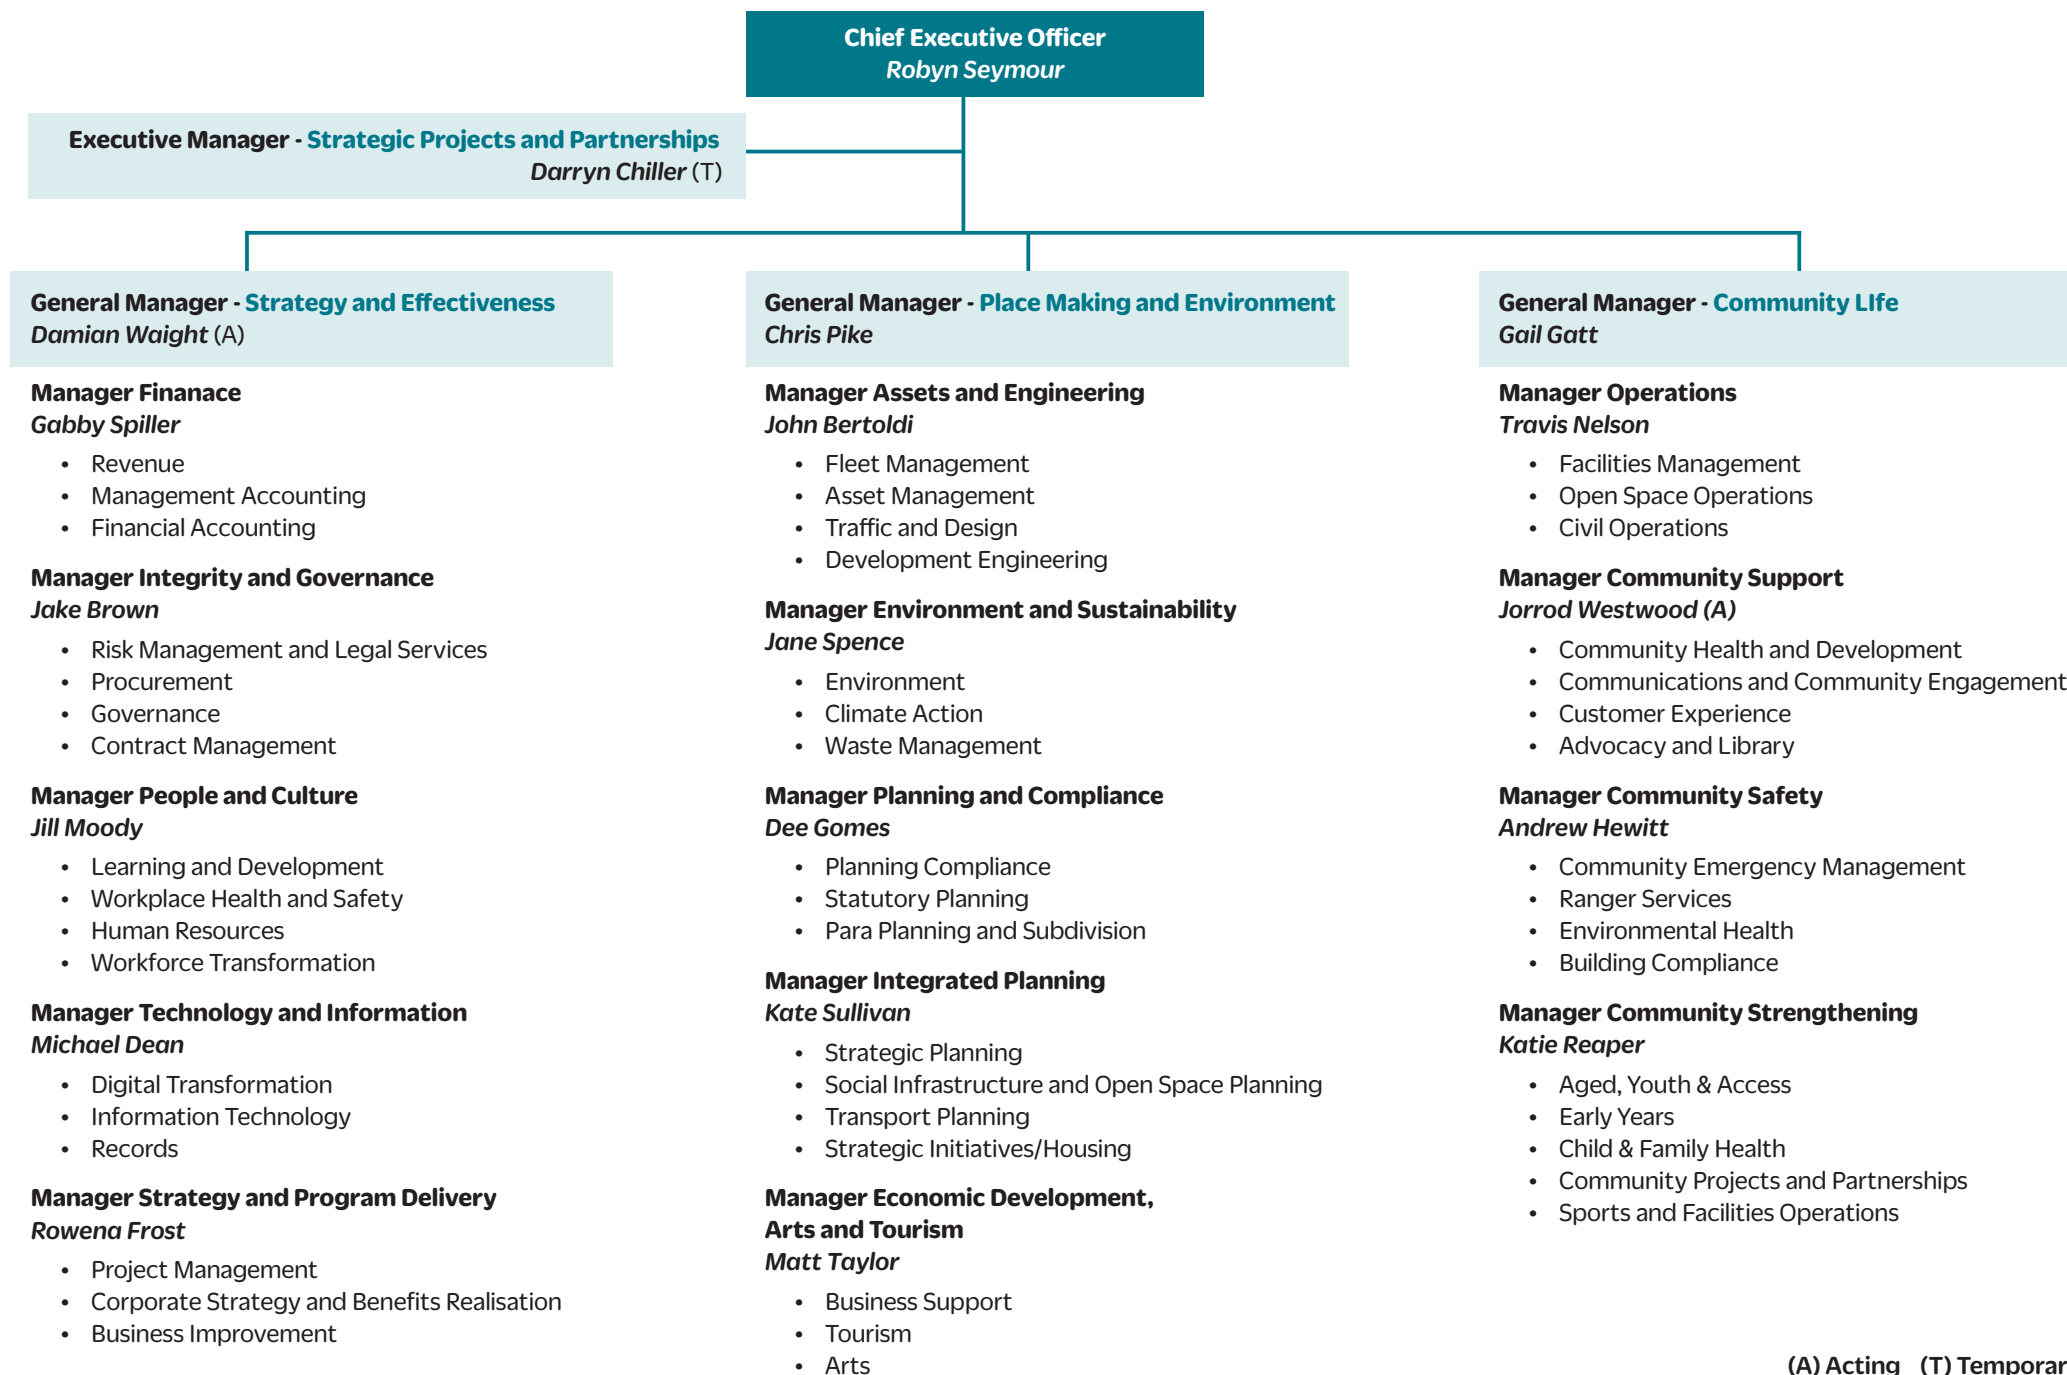 Chief Executive Officer
Robyn Seymour
Executive Manager - Strategic Projects and Partnerships
Darryn Chiller (T)
General Manager - Strategy and Effectiveness
Damian Waight (A)
Manager Finanace
Gabby Spiller
• Revenue
• Management Accounting
• Financial Accounting
Manager Integrity and Governance
Jake Brown
• Risk Management and Legal Services
• Procurement
• Governance
• Contract Management
Manager People and Culture
Jill Moody
• Learning and Development
• Workplace Health and Safety
• Human Resources
• Workforce Transformation
Manager Technology and Information
Michael Dean
• Digital Transformation
• Information Technology
• Records
Manager Strategy and Program Delivery
Rowena Frost
• Project Management
• Corporate Strategy and Benefits Realisation
• Business Improvement
General Manager - Place Making and Environment
Chris Pike
Manager Assets and Engineering
John Bertoldi
• Fleet Management
• Asset Management
• Traffic and Design
• Development Engineering
Manager Environment and Sustainability
Jane Spence
• Environment
• Climate Action
• Waste Management
Manager Planning and Compliance
Dee Gomes
• Planning Compliance
• Statutory Planning
• Para Planning and Subdivision
Manager Integrated Planning
Kate Sullivan
• Strategic Planning
• Social Infrastructure and Open Space Planning
• Transport Planning
• Strategic Initiatives/Housing
Manager Economic Development,
Arts and Tourism
Matt Taylor
• Business Support
• Tourism
• Arts
General Manager - Community LIfe
Gail Gatt
Manager Operations
Travis Nelson
• Facilities Management
• Open Space Operations
• Civil Operations
Manager Community Support
Jorrod Westwood (A)
• Community Health and Development
• Communications and Community Engagement
• Customer Experience
• Advocacy and Library
Manager Community Safety
Andrew Hewitt
• Community Emergency Management
• Ranger Services
• Environmental Health
• Building Compliance
Manager Community Strengthening
Katie Reaper
• Aged, Youth & Access
• Early Years
• Child & Family Health
• Community Projects and Partnerships
• Sports and Facilities Operations
(A) Acting (T) Temporar